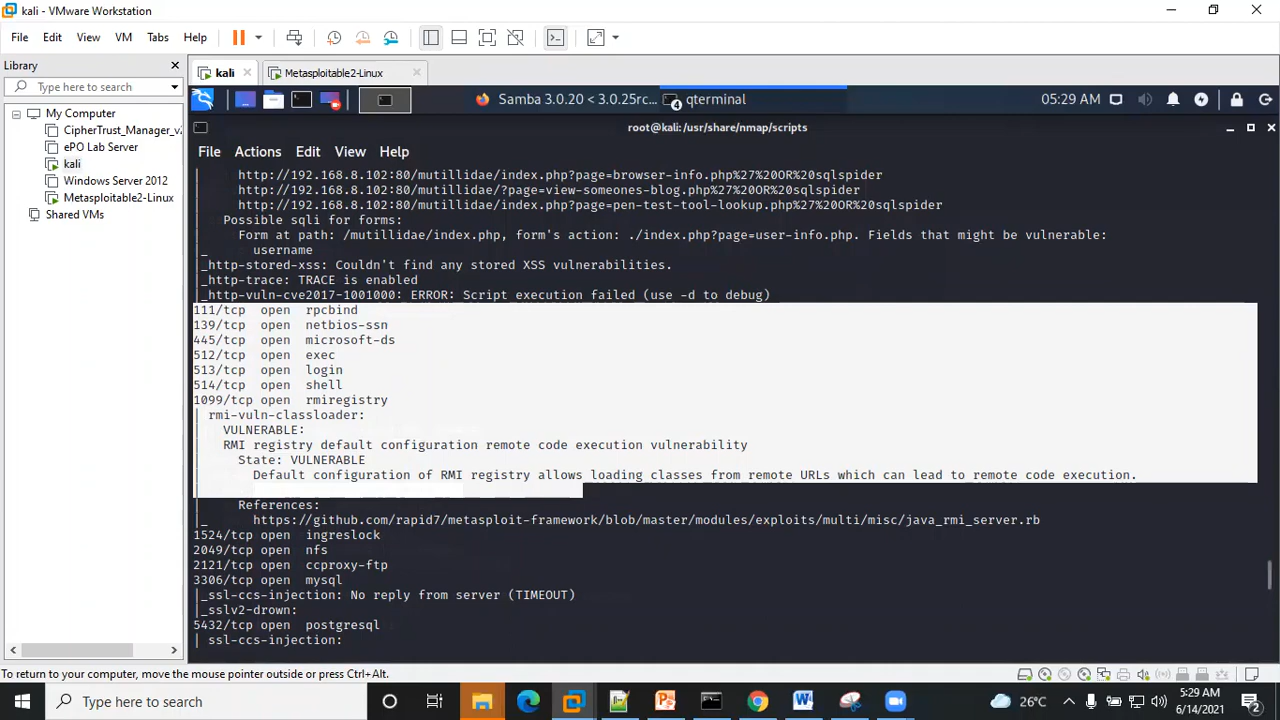 kali - VMware Workstation
File Edit View VM Tabs Help
Library
Type here to search
My Computer
CipherTrust_Manager_v2
ePO Lab Server
kali
Windows Server 2012
Metasploitable2-Linux
Shared VMs
kali
Metasploitable2-Linux
Samba 3.0.20 < 3.0.25rc...
4 qterminal
05:29 AM
root@kali:/usr/share/nmap/scripts
File Actions Edit View Help
| http://192.168.8.102:80/mutillidae/index.php?page=browser-info.php%27%20OR%20sqlspider
| http://192.168.8.102:80/mutillidae/?page=view-someones-blog.php%27%20OR%20sqlspider
| http://192.168.8.102:80/mutillidae/index.php?page=pen-test-tool-lookup.php%27%20OR%20sqlspider
| Possible sqli for forms:
| Form at path: /mutillidae/index.php, form's action: ./index.php?page=user-info.php. Fields that might be vulnerable:
|_ username
|_http-stored-xss: Couldn't find any stored XSS vulnerabilities.
|_http-trace: TRACE is enabled
|_http-vuln-cve2017-1001000: ERROR: Script execution failed (use -d to debug)
111/tcp open rpcbind
139/tcp open netbios-ssn
445/tcp open microsoft-ds
512/tcp open exec
513/tcp open login
514/tcp open shell
1099/tcp open rmiregistry
| rmi-vuln-classloader:
| VULNERABLE:
| RMI registry default configuration remote code execution vulnerability
| State: VULNERABLE
| Default configuration of RMI registry allows loading classes from remote URLs which can lead to remote code execution.
|
| References:
|_ https://github.com/rapid7/metasploit-framework/blob/master/modules/exploits/multi/misc/java_rmi_server.rb
1524/tcp open ingreslock
2049/tcp open nfs
2121/tcp open ccproxy-ftp
3306/tcp open mysql
|_ssl-ccs-injection: No reply from server (TIMEOUT)
|_sslv2-drown:
5432/tcp open postgresql
| ssl-ccs-injection:
To return to your computer, move the mouse pointer outside or press Ctrl+Alt.
Type here to search
26°C
5:29 AM
6/14/2021
2